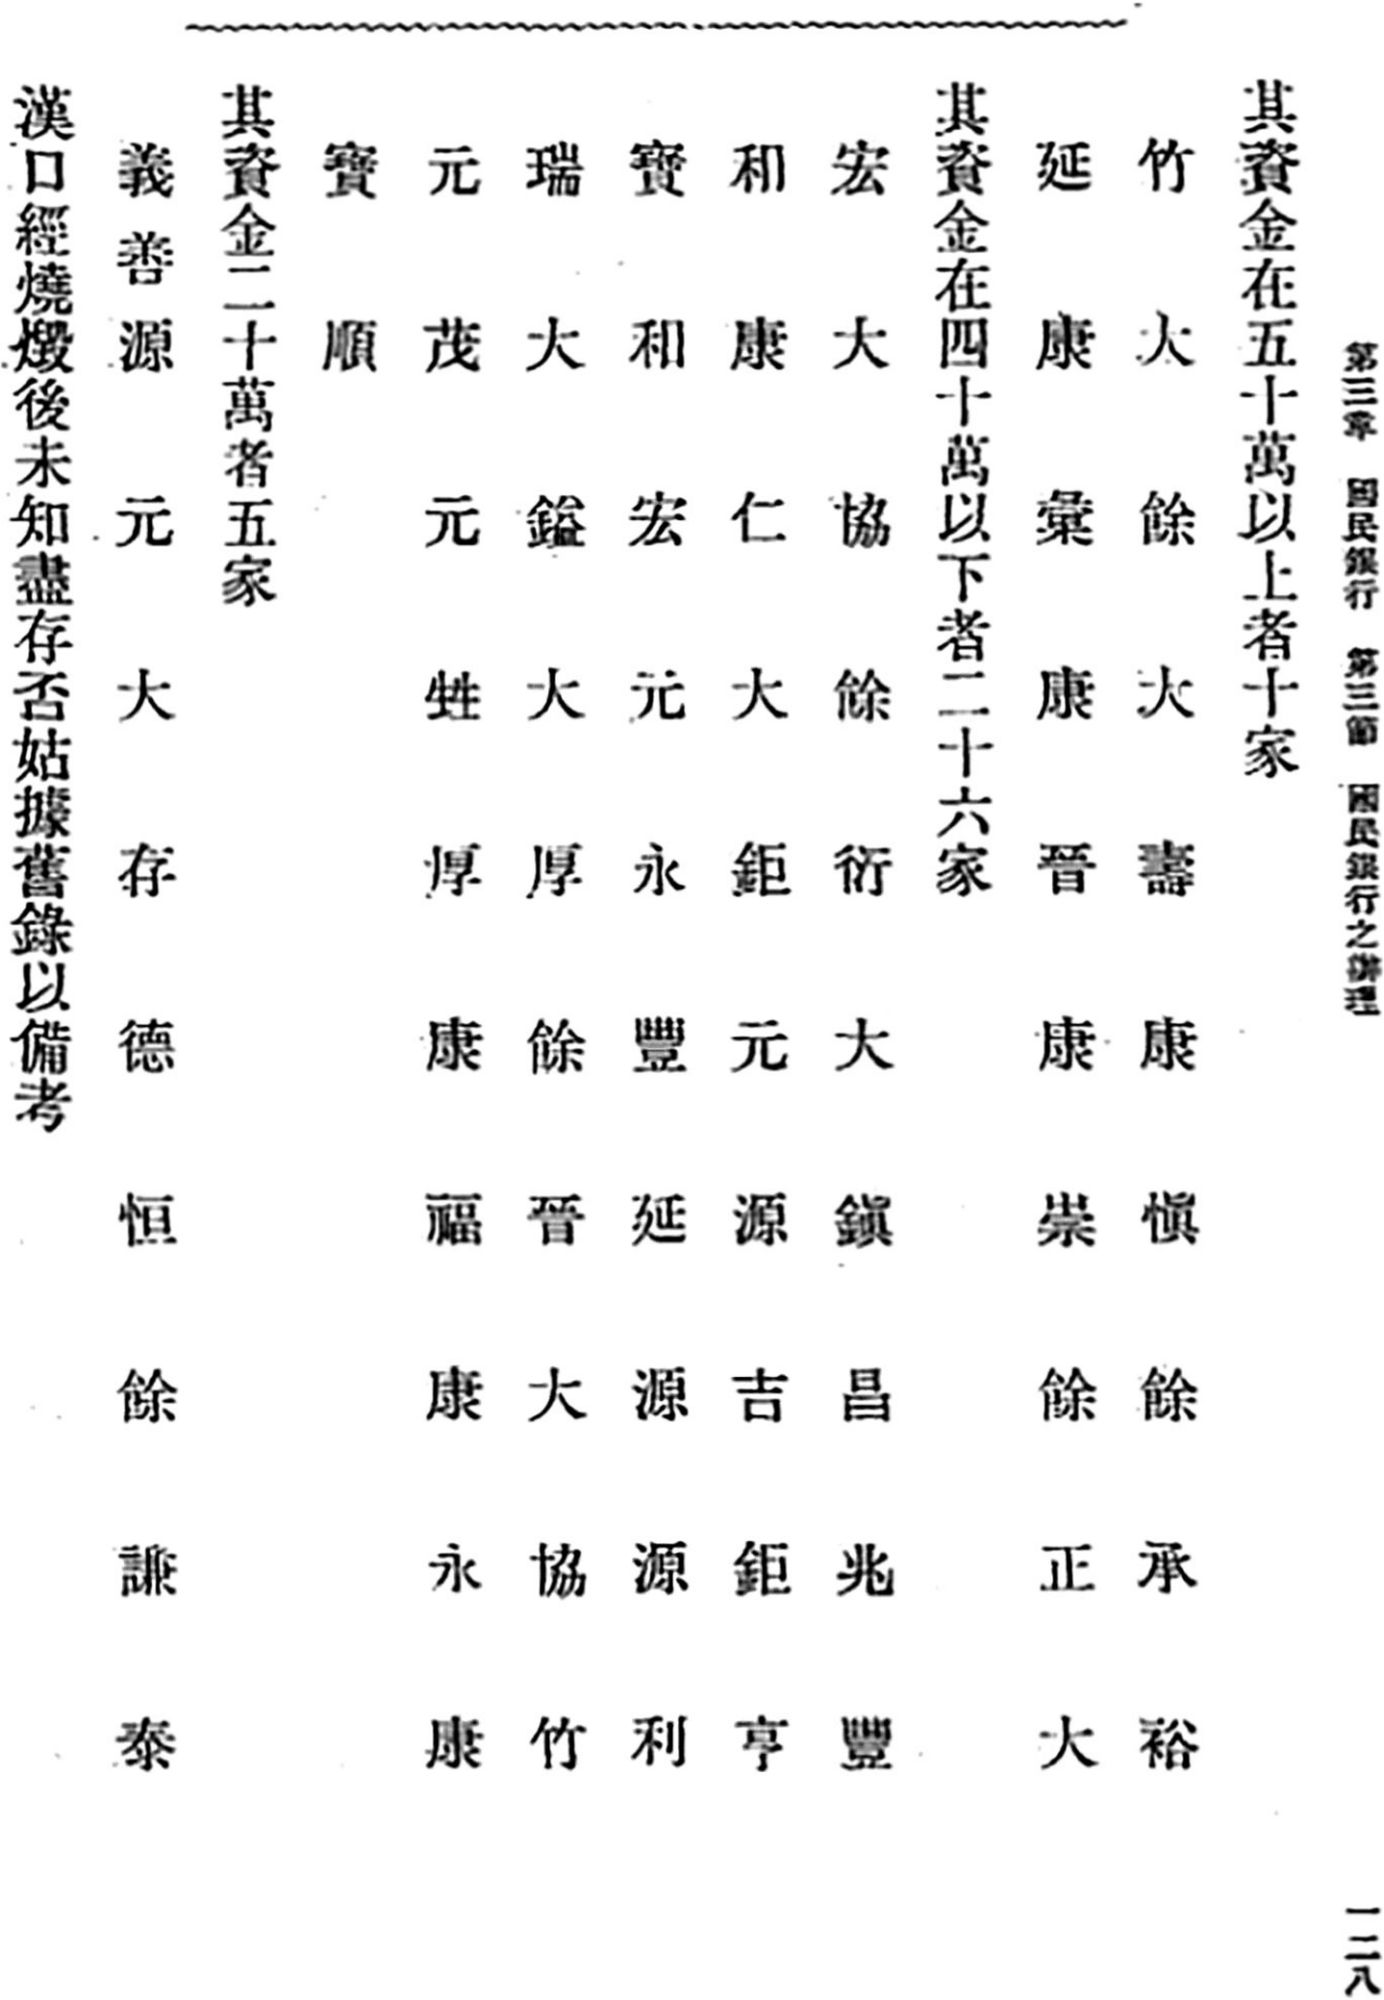 第三章　國民銀行　第三節　國民銀行之辦理
一二八
其資金在五十萬以上者十家
竹大　餘大　壽康　慎餘　承裕
延康　彙康　晉康　崇餘　正大
其資金在四十萬以下者二十六家
宏大　協餘　衍大　鎮昌　兆豐
和康　仁大　鉅元　源吉　鉅亨
寶和　宏元　永豐　延源　源利
瑞大　鎰大　厚餘　晉大　協竹
元茂　元甡　厚康　福康　永康
寶順
其資金二十萬者五家
義善源　元大　存德　恒餘　謙泰
漢口經燒燬後未知盡存否姑據舊錄以備考